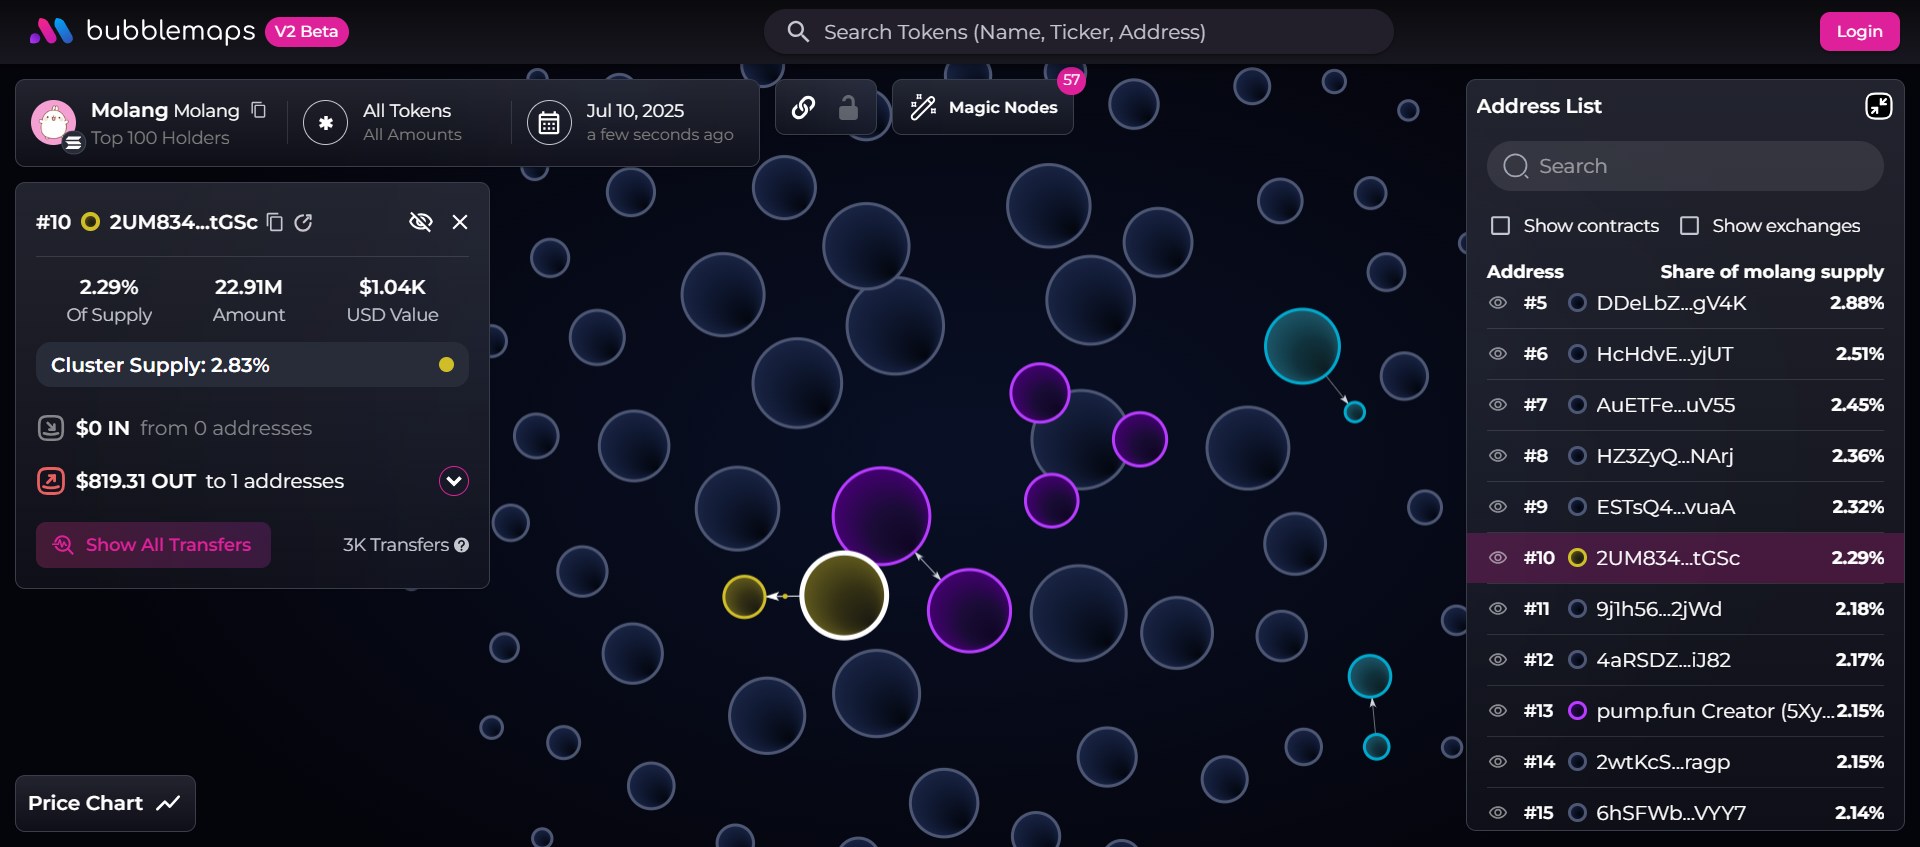 bubblemaps V2 Beta
Search Tokens (Name, Ticker, Address)
Login
Molang Molang
Top 100 Holders
All Tokens
All Amounts
Jul 10, 2025
a few seconds ago
Magic Nodes
57
#10 2UM834...tGSc
2.29%
Of Supply
22.91M
Amount
$1.04K
USD Value
Cluster Supply: 2.83%
$0 IN from 0 addresses
$819.31 OUT to 1 addresses
Show All Transfers
3K Transfers
Price Chart
Address List
Search
Show contracts
Show exchanges
Address Share of molang supply
#5 DDeLbZ...gV4K 2.88%
#6 HcHdvE...yjUT 2.51%
#7 AuETFe...uV55 2.45%
#8 HZ3ZyQ...NArj 2.36%
#9 ESTsQ4...vuaA 2.32%
#10 2UM834...tGSc 2.29%
#11 9j1h56...2jWd 2.18%
#12 4aRSDZ...iJ82 2.17%
#13 pump.fun Creator (5Xy... 2.15%
#14 2wtKcS...ragp 2.15%
#15 6hSFWb...VYY7 2.14%